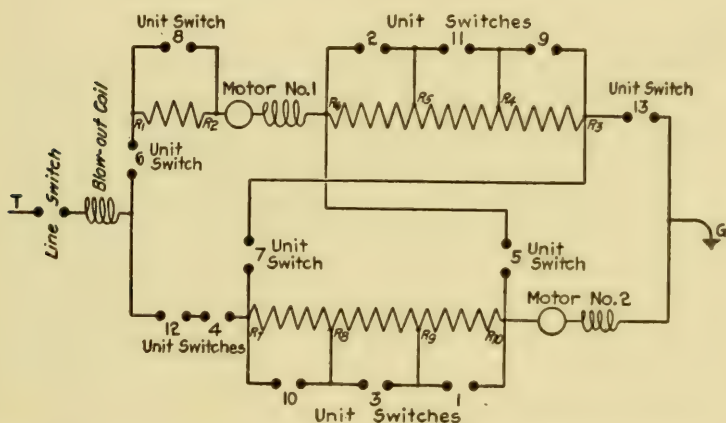 Unit Switch
8
Unit Switches
2
11
9
Motor No.1
Unit Switch
13
R1
R2
R6
R5
R4
R3
6
Unit
Switch
Blow-out Coil
Line Switch
T
G
7
Unit
Switch
5
Unit
Switch
Motor No.2
12
4
Unit Switches
R7
R8
R9
R10
10
3
1
Unit Switches